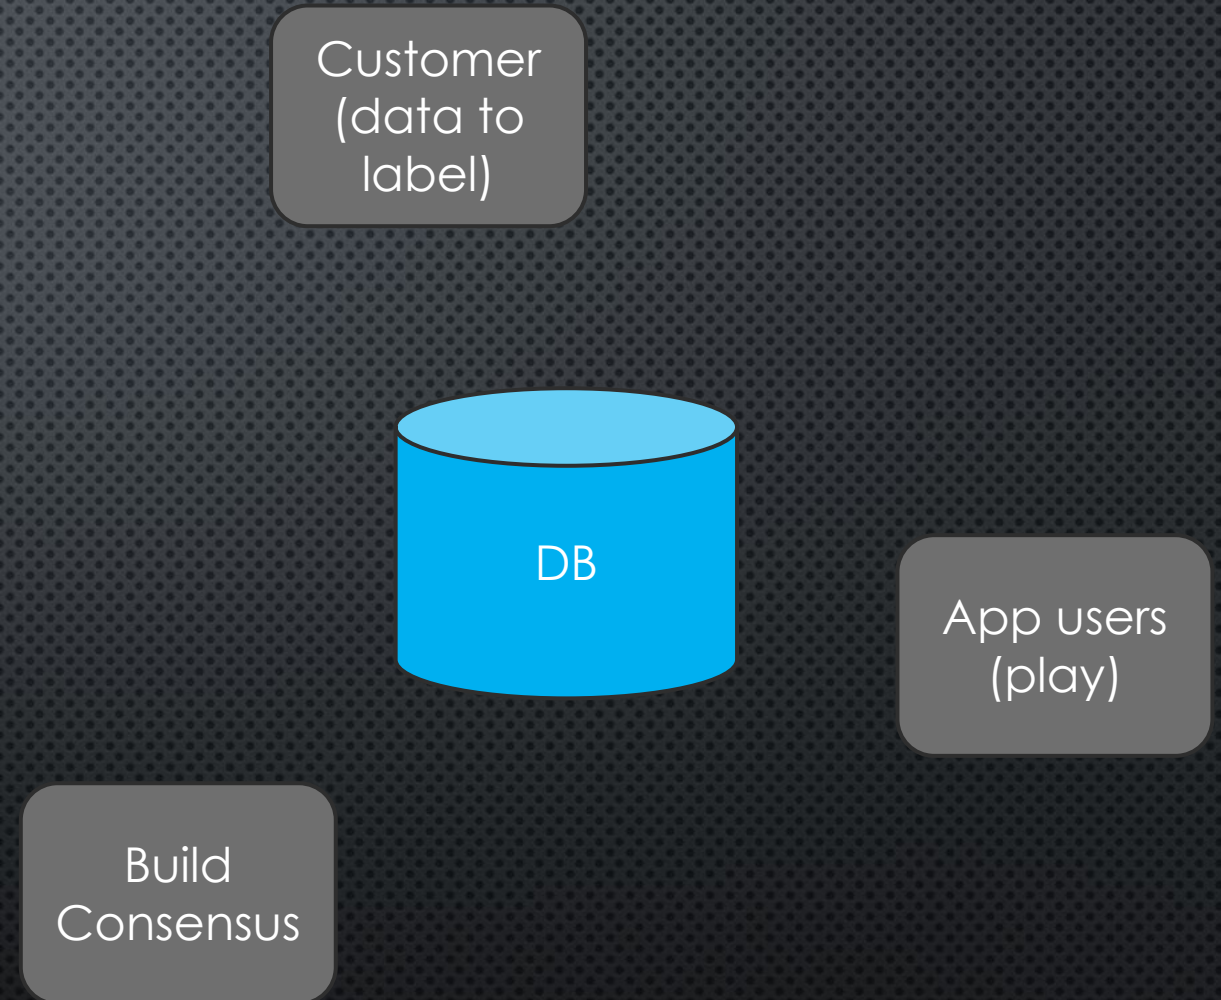 Customer
(data to
label)
DB
App users
(play)
Build
Consensus